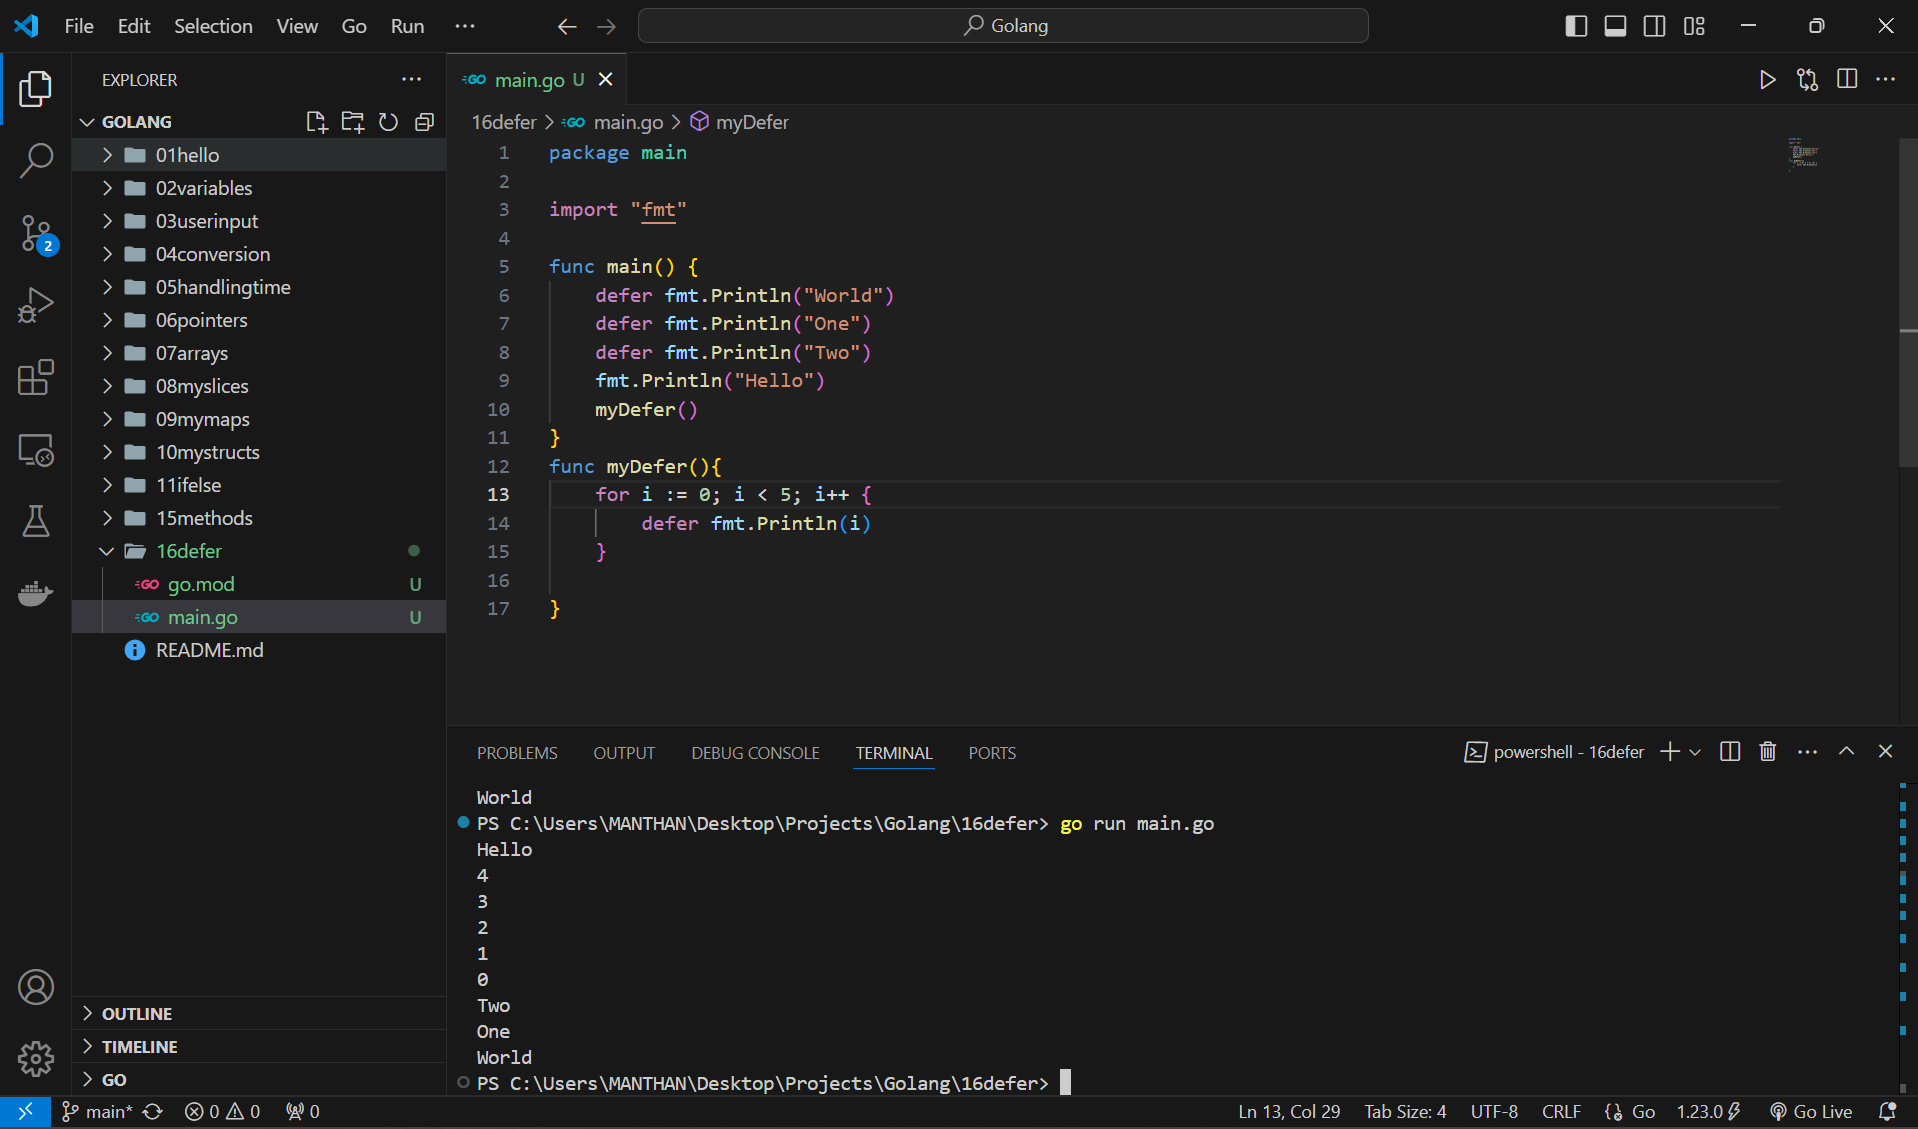 File Edit Selection View Go Run ··· Golang
EXPLORER ···
GOLANG
01hello
02variables
03userinput
04conversion
05handlingtime
06pointers
07arrays
08myslices
09mymaps
10mystructs
11ifelse
15methods
16defer
GO go.mod U
GO main.go U
README.md
OUTLINE
TIMELINE
GO
2
GO main.go U
16defer > GO main.go > myDefer
1 package main
2
3 import "fmt"
4
5 func main() {
6 defer fmt.Println("World")
7 defer fmt.Println("One")
8 defer fmt.Println("Two")
9 fmt.Println("Hello")
10 myDefer()
11 }
12 func myDefer(){
13 for i := 0; i < 5; i++ {
14 defer fmt.Println(i)
15 }
16
17 }
PROBLEMS OUTPUT DEBUG CONSOLE TERMINAL PORTS powershell - 16defer
World
PS C:\Users\MANTHAN\Desktop\Projects\Golang\16defer> go run main.go
Hello
4
3
2
1
0
Two
One
World
PS C:\Users\MANTHAN\Desktop\Projects\Golang\16defer>
main* 0 0 0 Ln 13, Col 29 Tab Size: 4 UTF-8 CRLF Go 1.23.0 Go Live